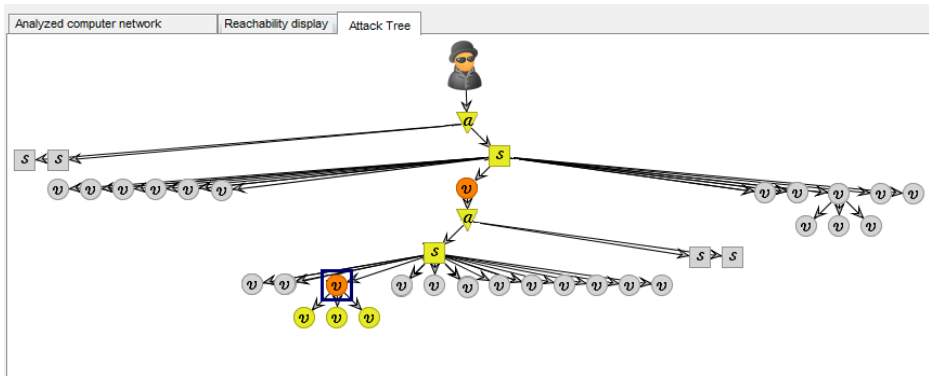 Analyzed computer network Reachability display Attack Tree
a
s s s
v v v v v v v v v v v v
a v v v
s s s
v v v v v v v v v v v v
v v v